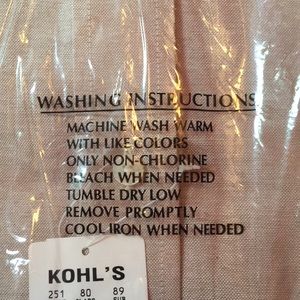 WASHING INSTRUCTIONS
MACHINE WASH WARM
WITH LIKE COLORS
ONLY NON-CHLORINE
BLEACH WHEN NEEDED
TUMBLE DRY LOW
REMOVE PROMPTLY
COOL IRON WHEN NEEDED
KOHL'S
251 80 89